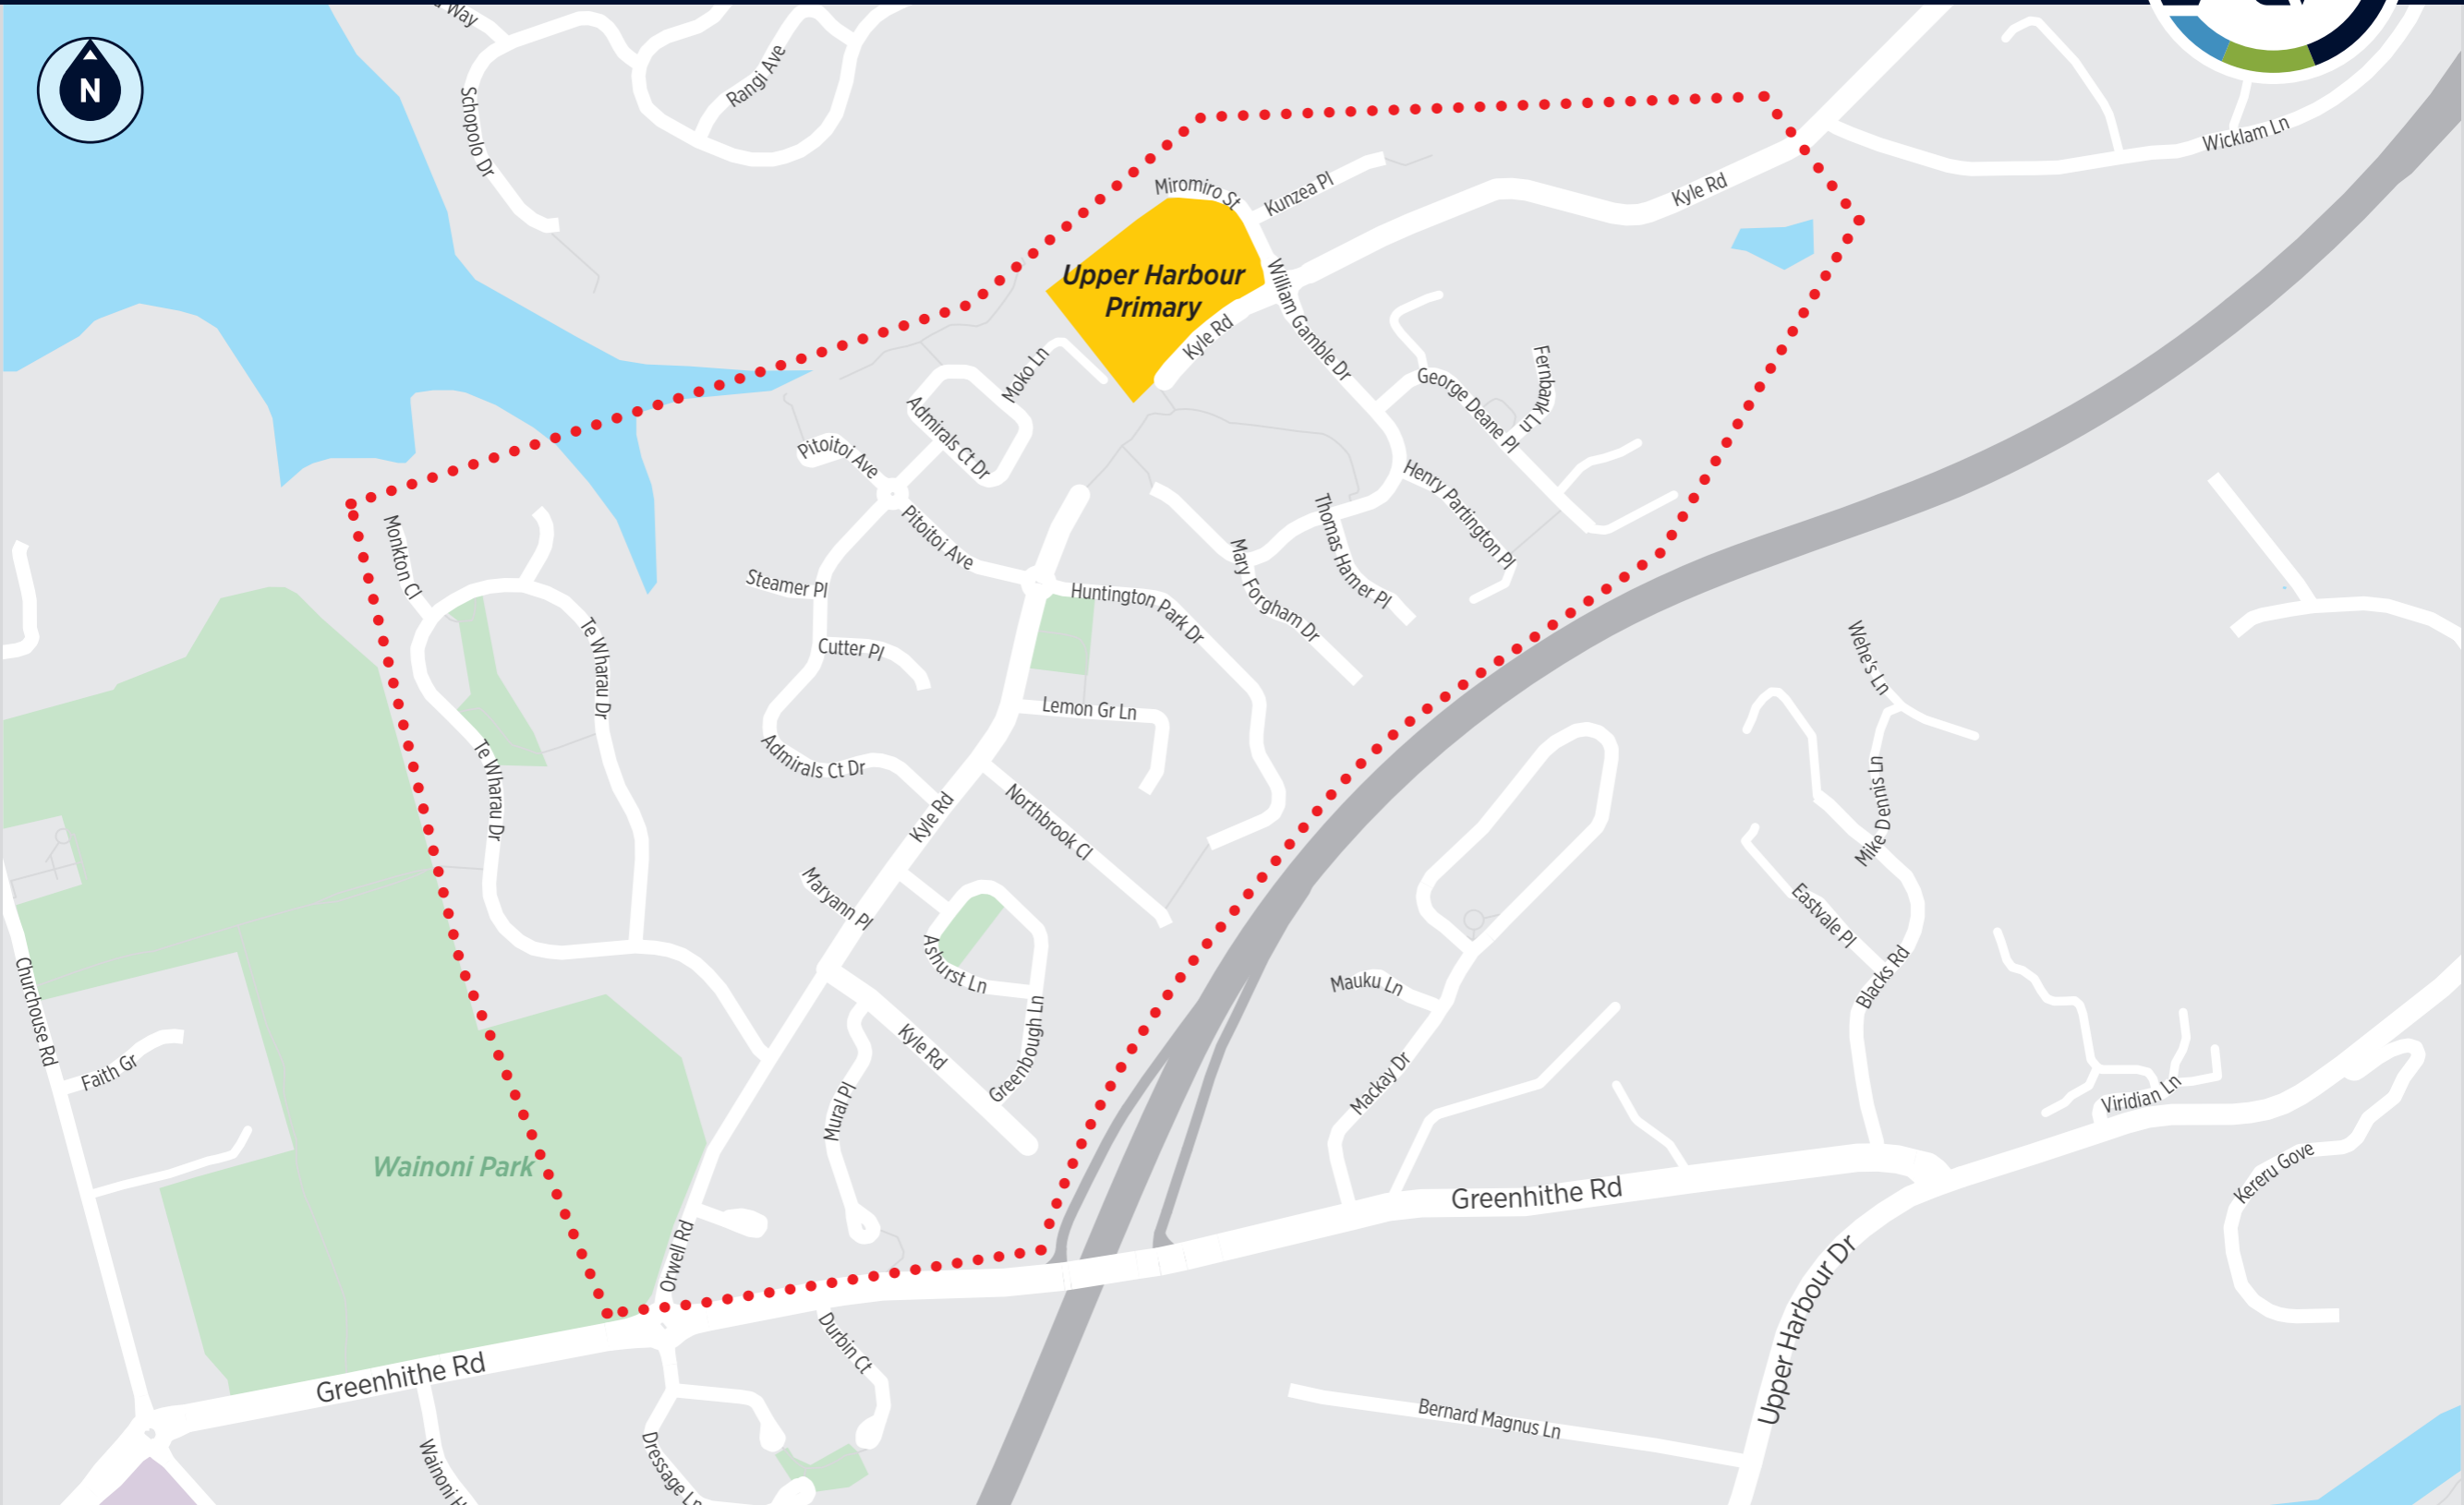 Way
N
Rangi Ave
Schopolo Dr
Wicklam Ln
Miromiro St
Kunzea Pl
Kyle Rd
Upper Harbour
Primary
Kyle Rd
William Gamble Dr
Moko Ln
George Deane Pl
Fernbank Ln
Admirals Ct Dr
Pitoitoi Ave
Henry Partington Pl
Thomas Hamer Pl
Pitoitoi Ave
Monkton Cl
Mary Forgham Dr
Steamer Pl
Huntington Park Dr
Te Wharau Dr
Cutter Pl
Wehe's Ln
Lemon Gr Ln
Admirals Ct Dr
Te Wharau Dr
Kyle Rd
Northbrook Cl
Mike Dennis Ln
Maryann Pl
Eastvale Pl
Ashurst Ln
Blacks Rd
Mauku Ln
Churchouse Rd
Kyle Rd
Greenbough Ln
Faith Gr
Mackay Dr
Mural Pl
Viridian Ln
Wainoni Park
Kereru Gove
Greenhithe Rd
Orwell Rd
Upper Harbour Dr
Durbin Ct
Greenhithe Rd
Bernard Magnus Ln
Dressage Ln
Wainoni H